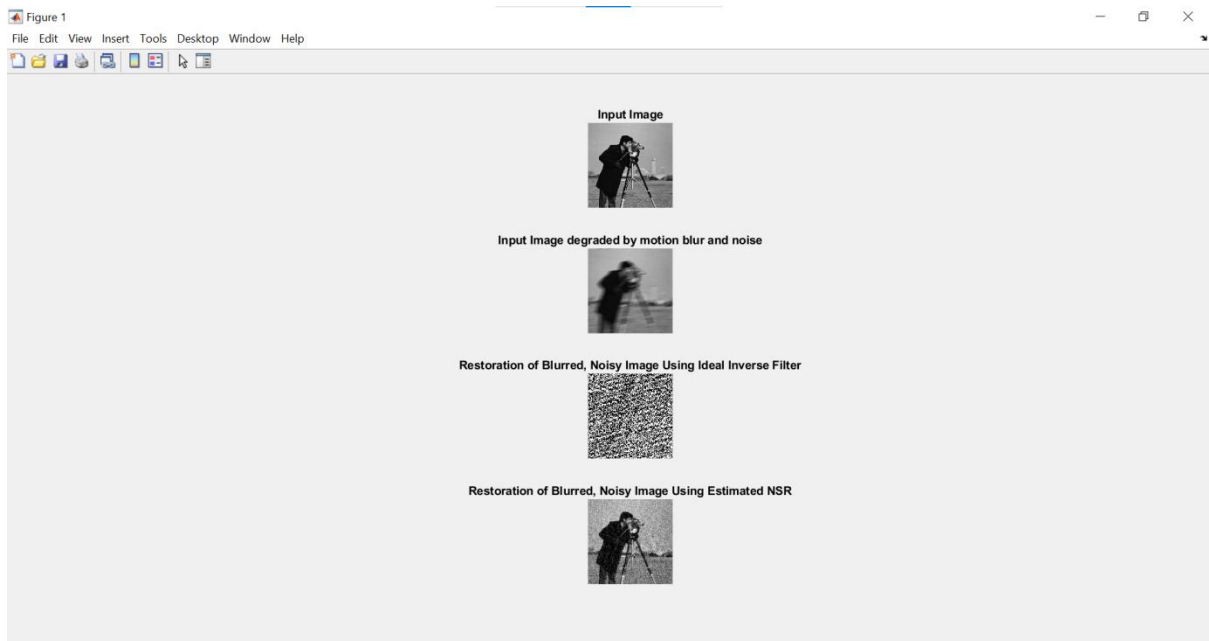 Figure 1
File Edit View Insert Tools Desktop Window Help
Input Image
Input Image degraded by motion blur and noise
Restoration of Blurred, Noisy Image Using Ideal Inverse Filter
Restoration of Blurred, Noisy Image Using Estimated NSR